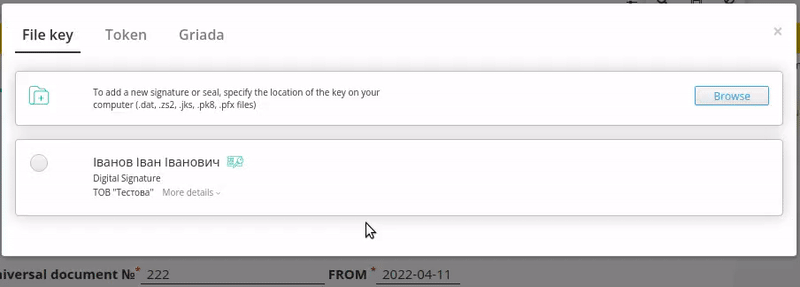 File key Token Griada ×
To add a new signature or seal, specify the location of the key on your
computer (.dat, .zs2, .jks, .pk8, .pfx files)
Browse
Іванов Іван Іванович
Digital Signature
ТОВ "Тестова" More details
niversal document №* 222 FROM * 2022-04-11